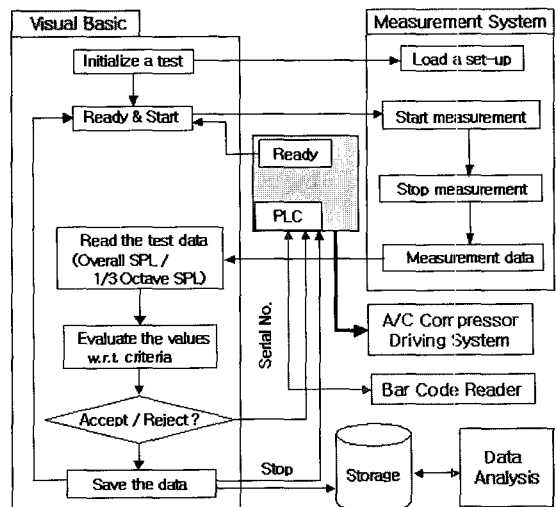 Visual Basic
Measurement System
Initialize a test
Load a set-up
Ready & Start
Start measurement
Ready
Stop measurement
PLC
Read the test data
(Overall SPL /
1/3 Octave SPL)
Measurement data
Serial No.
A/C Compressor
Driving System
Evaluate the values
w.r.t. criteria
Bar Code Reader
Accept / Reject ?
Stop
Save the data
Storage
Data
Analysis